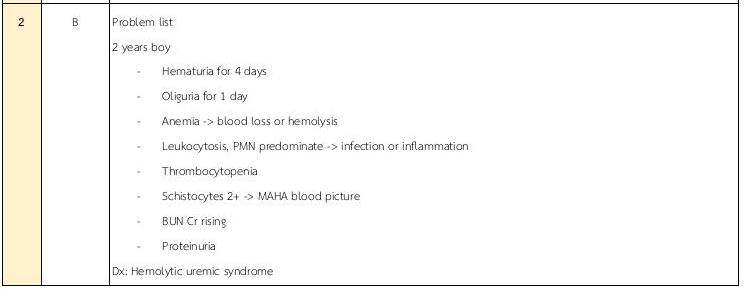 2 B Problem list
2 years boy
- Hematuria for 4 days
- Oliguria for 1 day
- Anemia -> blood loss or hemolysis
- Leukocytosis, PMN predominate -> infection or inflammation
- Thrombocytopenia
- Schistocytes 2+ -> MAHA blood picture
- BUN Cr rising
- Proteinuria
Dx: Hemolytic uremic syndrome